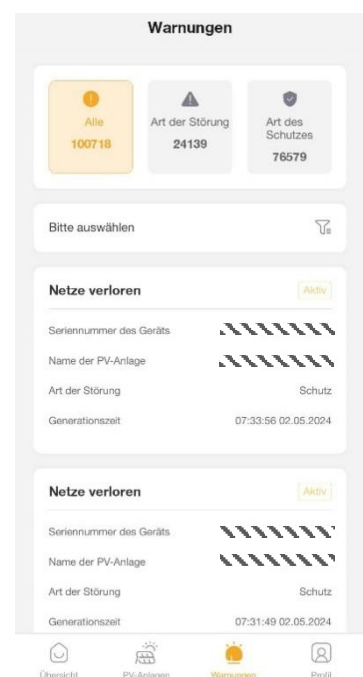 Warnungen
Alle
100718
Art der Störung
24139
Art des
Schutzes
76579
Bitte auswählen
Netze verloren
Aktiv
Seriennummer des Geräts
Name der PV-Anlage
Art der Störung Schutz
Generationszeit 07:33:56 02.05.2024
Netze verloren
Aktiv
Seriennummer des Geräts
Name der PV-Anlage
Art der Störung Schutz
Generationszeit 07:31:49 02.05.2024
Übersicht PV-Anlagen Warnungen Profil